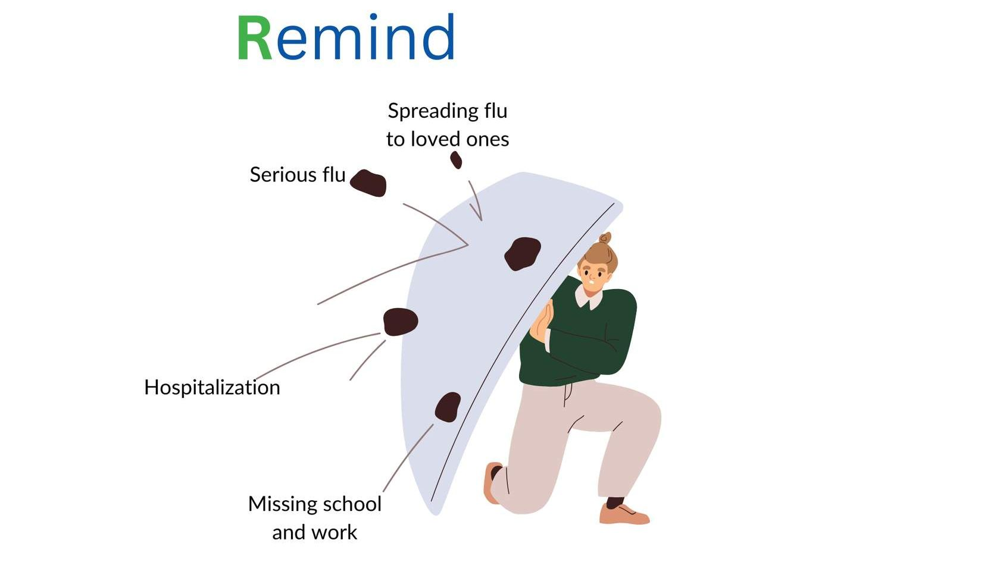 Remind
Spreading flu
to loved ones
Serious flu
Hospitalization
Missing school
and work